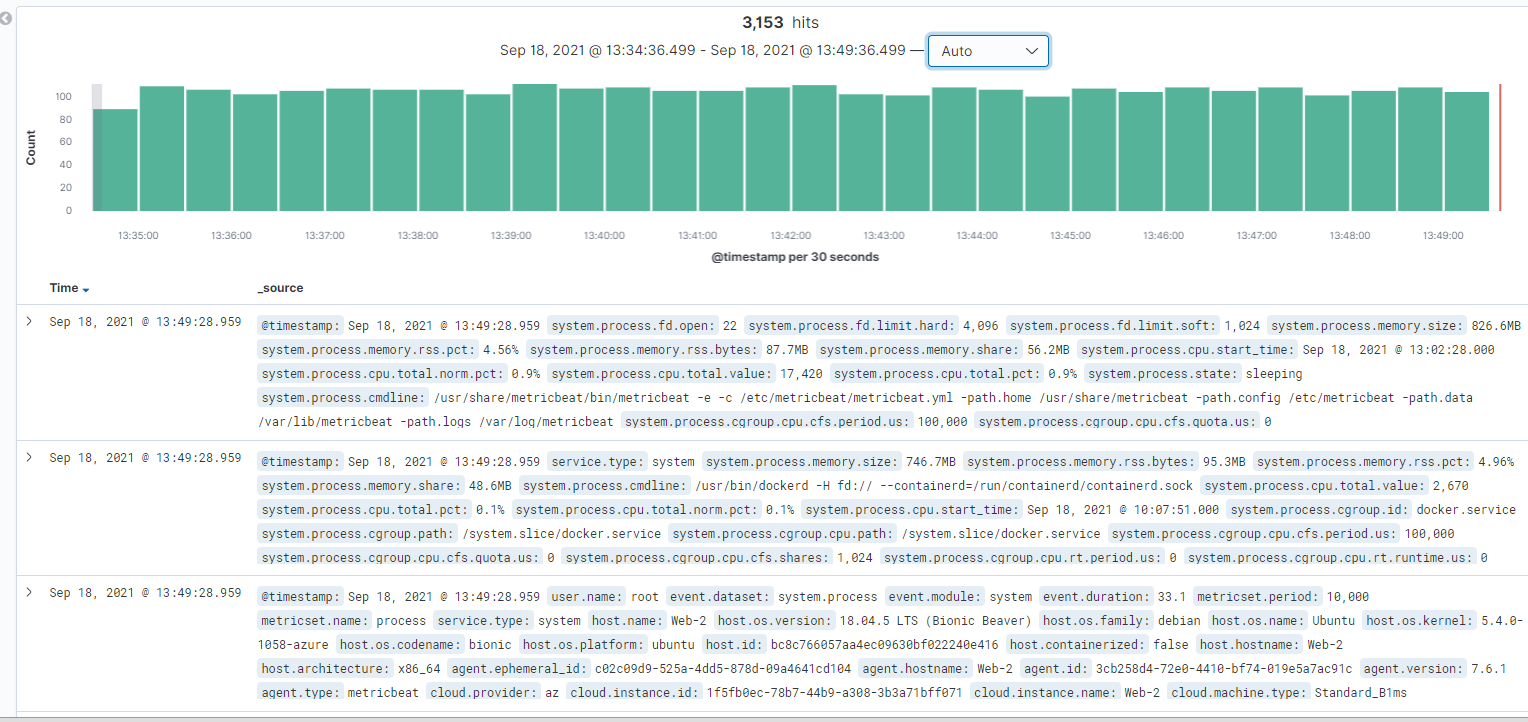 3,153 hits
Sep 18, 2021 @ 13:34:36.499 - Sep 18, 2021 @ 13:49:36.499 — Auto
Count
100
80
60
40
20
0
13:35:00 13:36:00 13:37:00 13:38:00 13:39:00 13:40:00 13:41:00 13:42:00 13:43:00 13:44:00 13:45:00 13:46:00 13:47:00 13:48:00 13:49:00
@timestamp per 30 seconds
Time _source
Sep 18, 2021 @ 13:49:28.959 @timestamp: Sep 18, 2021 @ 13:49:28.959 system.process.fd.open: 22 system.process.fd.limit.hard: 4,096 system.process.fd.limit.soft: 1,024 system.process.memory.size: 826.6MB
system.process.memory.rss.pct: 4.56% system.process.memory.rss.bytes: 87.7MB system.process.memory.share: 56.2MB system.process.cpu.start_time: Sep 18, 2021 @ 13:02:28.000
system.process.cpu.total.norm.pct: 0.9% system.process.cpu.total.value: 17,420 system.process.cpu.total.pct: 0.9% system.process.state: sleeping
system.process.cmdline: /usr/share/metricbeat/bin/metricbeat -e -c /etc/metricbeat/metricbeat.yml -path.home /usr/share/metricbeat -path.config /etc/metricbeat -path.data
/var/lib/metricbeat -path.logs /var/log/metricbeat system.process.cgroup.cpu.cfs.period.us: 100,000 system.process.cgroup.cpu.cfs.quota.us: 0
Sep 18, 2021 @ 13:49:28.959 @timestamp: Sep 18, 2021 @ 13:49:28.959 service.type: system system.process.memory.size: 746.7MB system.process.memory.rss.bytes: 95.3MB system.process.memory.rss.pct: 4.96%
system.process.memory.share: 48.6MB system.process.cmdline: /usr/bin/dockerd -H fd:// --containerd=/run/containerd/containerd.sock system.process.cpu.total.value: 2,670
system.process.cpu.total.pct: 0.1% system.process.cpu.total.norm.pct: 0.1% system.process.cpu.start_time: Sep 18, 2021 @ 10:07:51.000 system.process.cgroup.id: docker.service
system.process.cgroup.path: /system.slice/docker.service system.process.cgroup.cpu.path: /system.slice/docker.service system.process.cgroup.cpu.cfs.period.us: 100,000
system.process.cgroup.cpu.cfs.quota.us: 0 system.process.cgroup.cpu.cfs.shares: 1,024 system.process.cgroup.cpu.rt.period.us: 0 system.process.cgroup.cpu.rt.runtime.us: 0
Sep 18, 2021 @ 13:49:28.959 @timestamp: Sep 18, 2021 @ 13:49:28.959 user.name: root event.dataset: system.process event.module: system event.duration: 33.1 metricset.period: 10,000
metricset.name: process service.type: system host.name: Web-2 host.os.version: 18.04.5 LTS (Bionic Beaver) host.os.family: debian host.os.name: Ubuntu host.os.kernel: 5.4.0-
1058-azure host.os.codename: bionic host.os.platform: ubuntu host.id: bc8c766057aa4ec09630bf022240e416 host.containerized: false host.hostname: Web-2
host.architecture: x86_64 agent.ephemeral_id: c02c09d9-525a-4dd5-878d-09a4641cd104 agent.hostname: Web-2 agent.id: 3cb258d4-72e0-4410-bf74-019e5a7ac91c agent.version: 7.6.1
agent.type: metricbeat cloud.provider: az cloud.instance.id: 1f5fb0ec-78b7-44b9-a308-3b3a71bff071 cloud.instance.name: Web-2 cloud.machine.type: Standard_B1ms